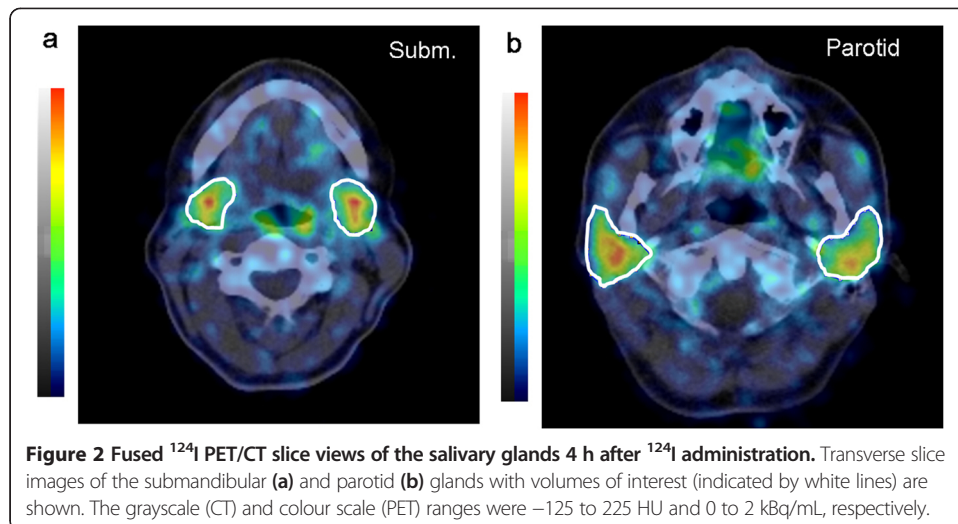 a
Subm.
b
Parotid
Figure 2 Fused ¹²⁴I PET/CT slice views of the salivary glands 4 h after ¹²⁴I administration. Transverse slice
images of the submandibular (a) and parotid (b) glands with volumes of interest (indicated by white lines) are
shown. The grayscale (CT) and colour scale (PET) ranges were −125 to 225 HU and 0 to 2 kBq/mL, respectively.